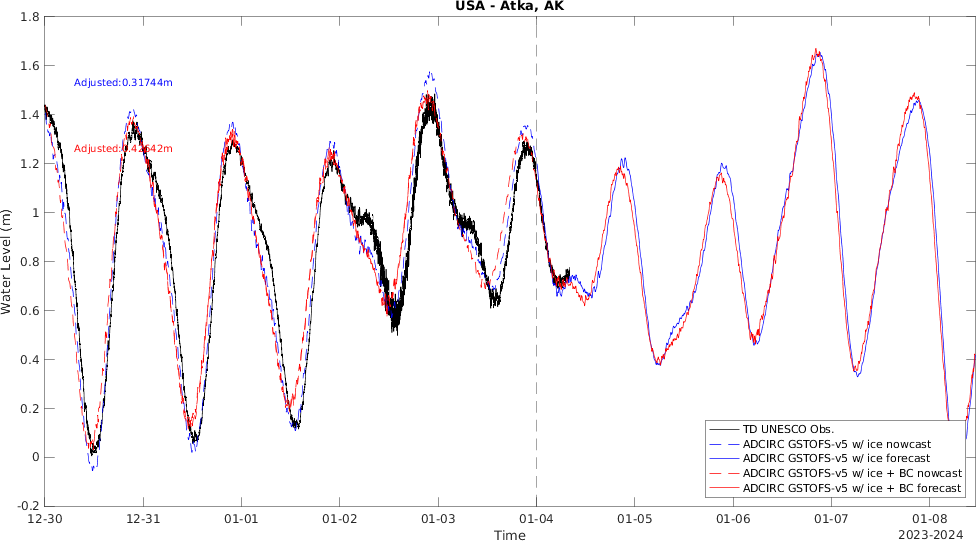 USA - Atka, AK
1.8
1.6
1.4
1.2
1
0.8
0.6
0.4
0.2
0
-0.2
Water Level (m)
Adjusted:0.31744m
Adjusted:0.42642m
TD UNESCO Obs.
ADCIRC GSTOFS-v5 w/ ice nowcast
ADCIRC GSTOFS-v5 w/ ice forecast
ADCIRC GSTOFS-v5 w/ ice + BC nowcast
ADCIRC GSTOFS-v5 w/ ice + BC forecast
12-30 12-31 01-01 01-02 01-03 01-04 01-05 01-06 01-07 01-08
Time
2023-2024